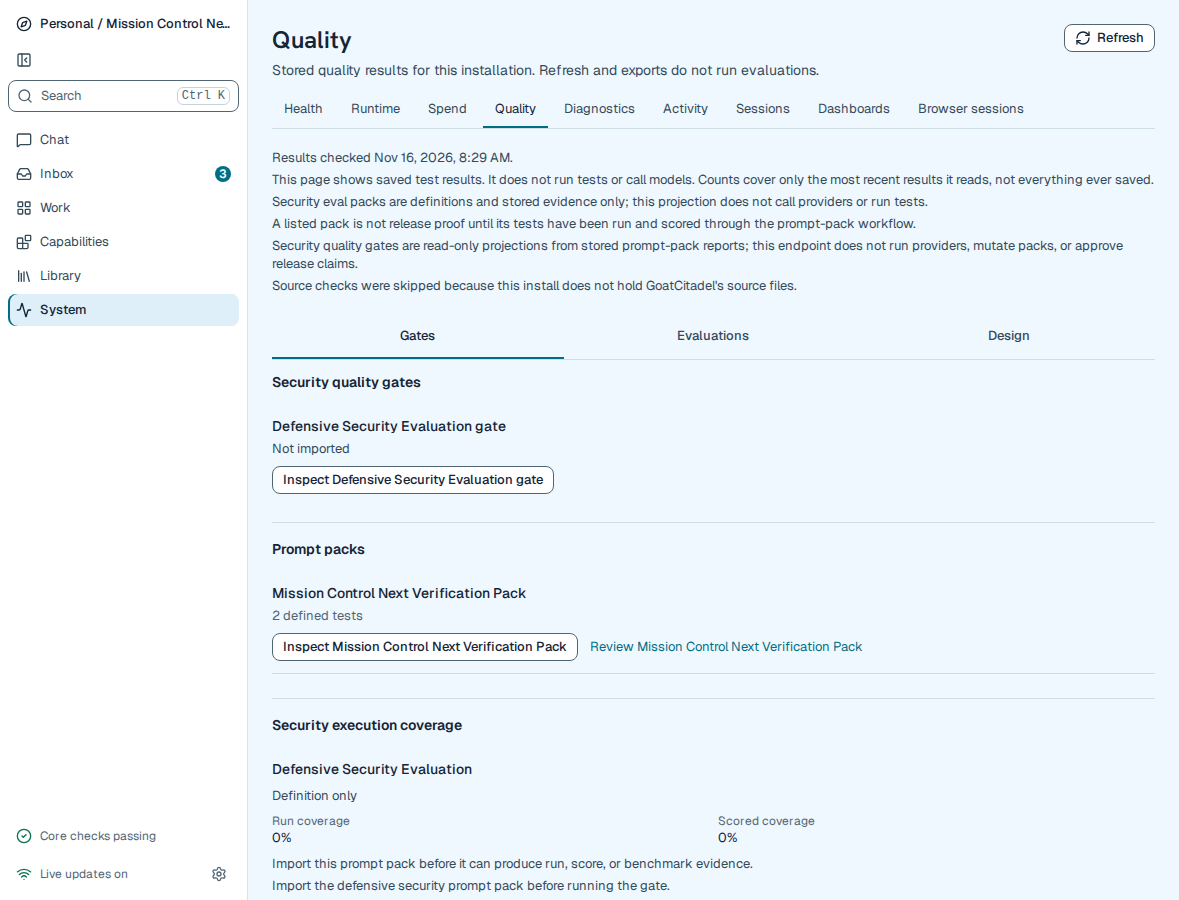 Personal / Mission Control Ne...
Search
Ctrl K
Chat
Inbox
3
Work
Capabilities
Library
System
Core checks passing
Live updates on
Quality
Refresh
Stored quality results for this installation. Refresh and exports do not run evaluations.
Health
Runtime
Spend
Quality
Diagnostics
Activity
Sessions
Dashboards
Browser sessions
Results checked Nov 16, 2026, 8:29 AM.
This page shows saved test results. It does not run tests or call models. Counts cover only the most recent results it reads, not everything ever saved.
Security eval packs are definitions and stored evidence only; this projection does not call providers or run tests.
A listed pack is not release proof until its tests have been run and scored through the prompt-pack workflow.
Security quality gates are read-only projections from stored prompt-pack reports; this endpoint does not run providers, mutate packs, or approve
release claims.
Source checks were skipped because this install does not hold GoatCitadel's source files.
Gates
Evaluations
Design
Security quality gates
Defensive Security Evaluation gate
Not imported
Inspect Defensive Security Evaluation gate
Prompt packs
Mission Control Next Verification Pack
2 defined tests
Inspect Mission Control Next Verification Pack
Review Mission Control Next Verification Pack
Security execution coverage
Defensive Security Evaluation
Definition only
Run coverage
Scored coverage
0%
0%
Import this prompt pack before it can produce run, score, or benchmark evidence.
Import the defensive security prompt pack before running the gate.